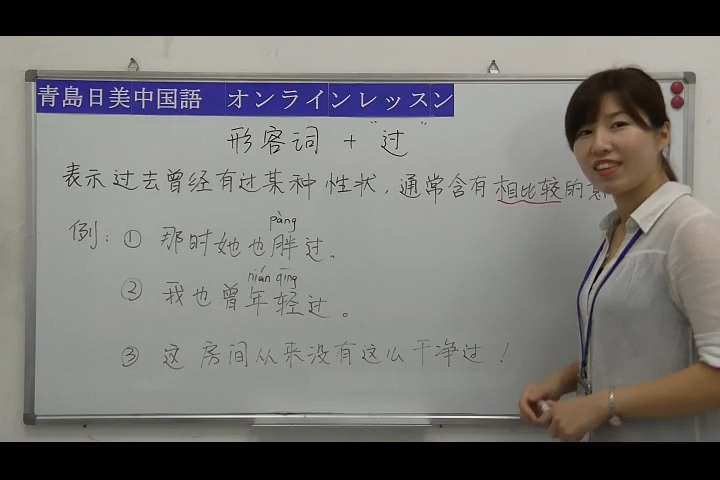 青島日美中国語 オンラインレッスン
形容词 + "过"
表示过去曾经有过某种性状，通常含有相比较的意
pàng
例：① 那时她也胖过。
nián qīng
② 我也曾年轻过。
③ 这房间从来没有这么干净过！